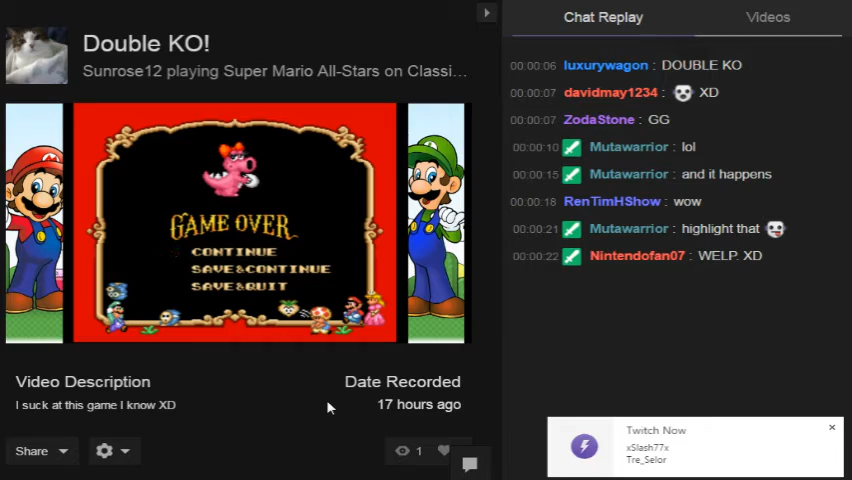 Double KO!
Sunrose12 playing Super Mario All-Stars on Classi...
GAME OVER
CONTINUE
SAVE&CONTINUE
SAVE&QUIT
Video Description
Date Recorded
I suck at this game I know XD
17 hours ago
Share
1
Chat Replay
Videos
00:00:06 luxurywagon : DOUBLE KO
00:00:07 davidmay1234 : XD
00:00:07 ZodaStone : GG
00:00:10 Mutawarrior : lol
00:00:15 Mutawarrior : and it happens
00:00:18 RenTimHShow : wow
00:00:21 Mutawarrior : highlight that
00:00:22 Nintendofan07 : WELP. XD
Twitch Now
xSlash77x
Tre_Selor